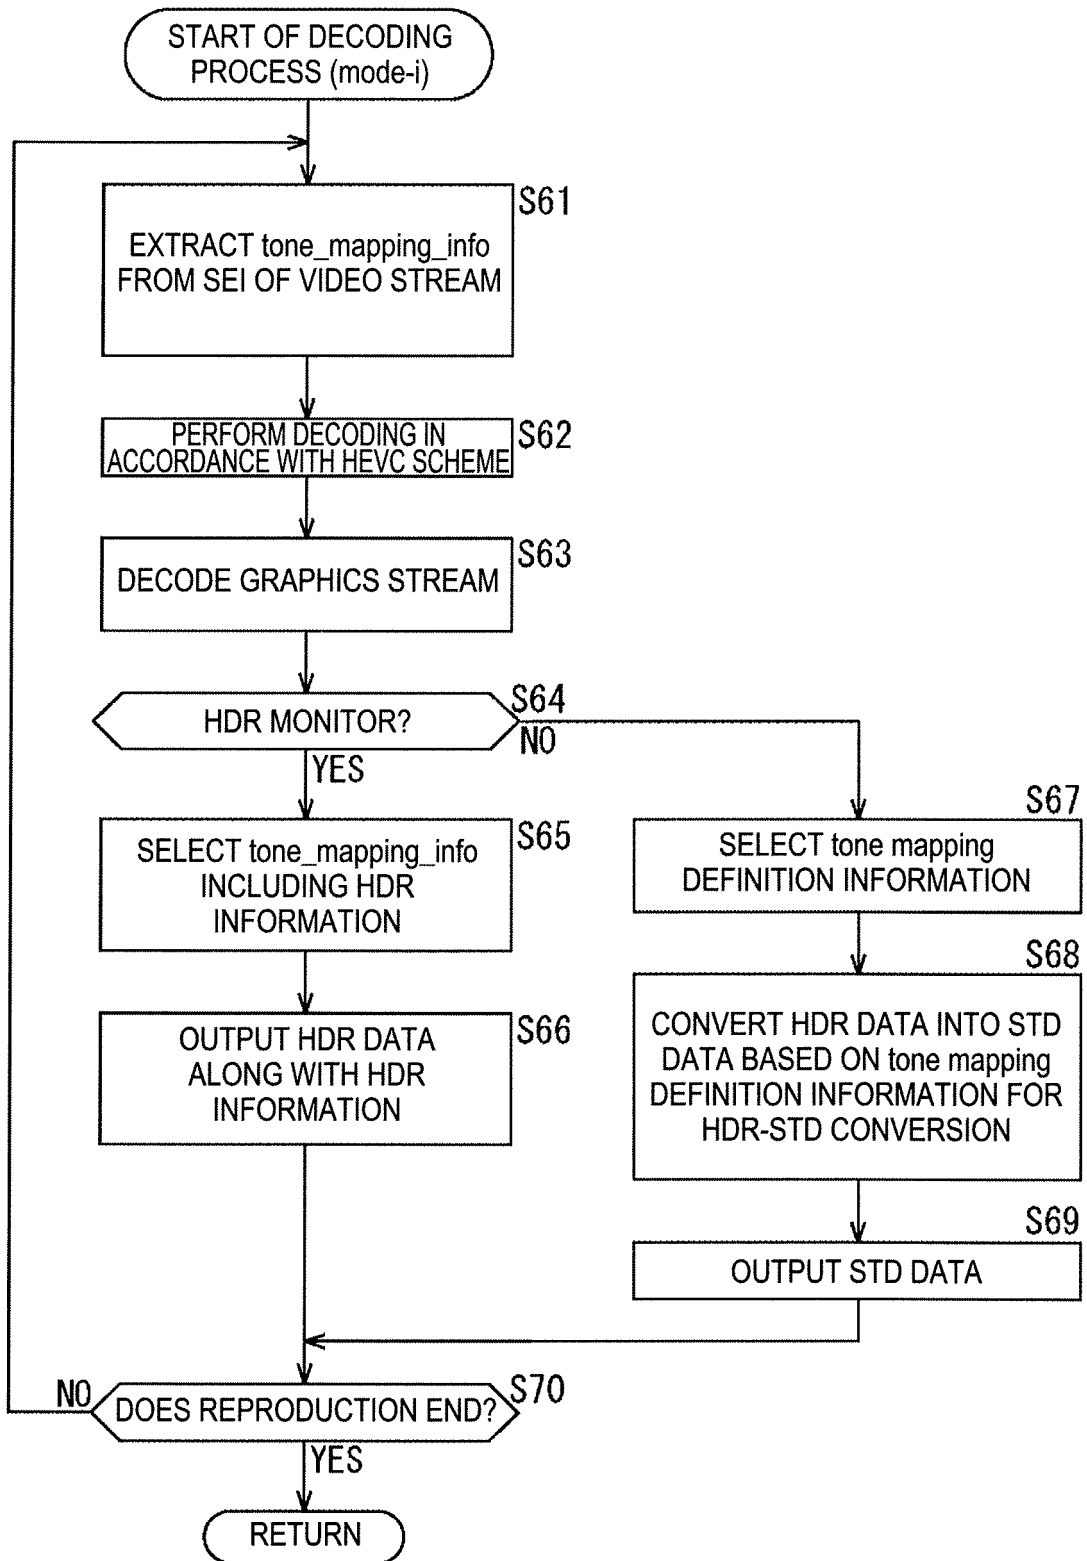 START OF DECODING
PROCESS (mode-i)
S61
EXTRACT tone_mapping_info
FROM SEI OF VIDEO STREAM
S62
PERFORM DECODING IN
ACCORDANCE WITH HEVC SCHEME
S63
DECODE GRAPHICS STREAM
S64
HDR MONITOR?
NO
YES
S65
SELECT tone_mapping_info
INCLUDING HDR
INFORMATION
S66
OUTPUT HDR DATA
ALONG WITH HDR
INFORMATION
S67
SELECT tone mapping
DEFINITION INFORMATION
S68
CONVERT HDR DATA INTO STD
DATA BASED ON tone mapping
DEFINITION INFORMATION FOR
HDR-STD CONVERSION
S69
OUTPUT STD DATA
NO
S70
DOES REPRODUCTION END?
YES
RETURN